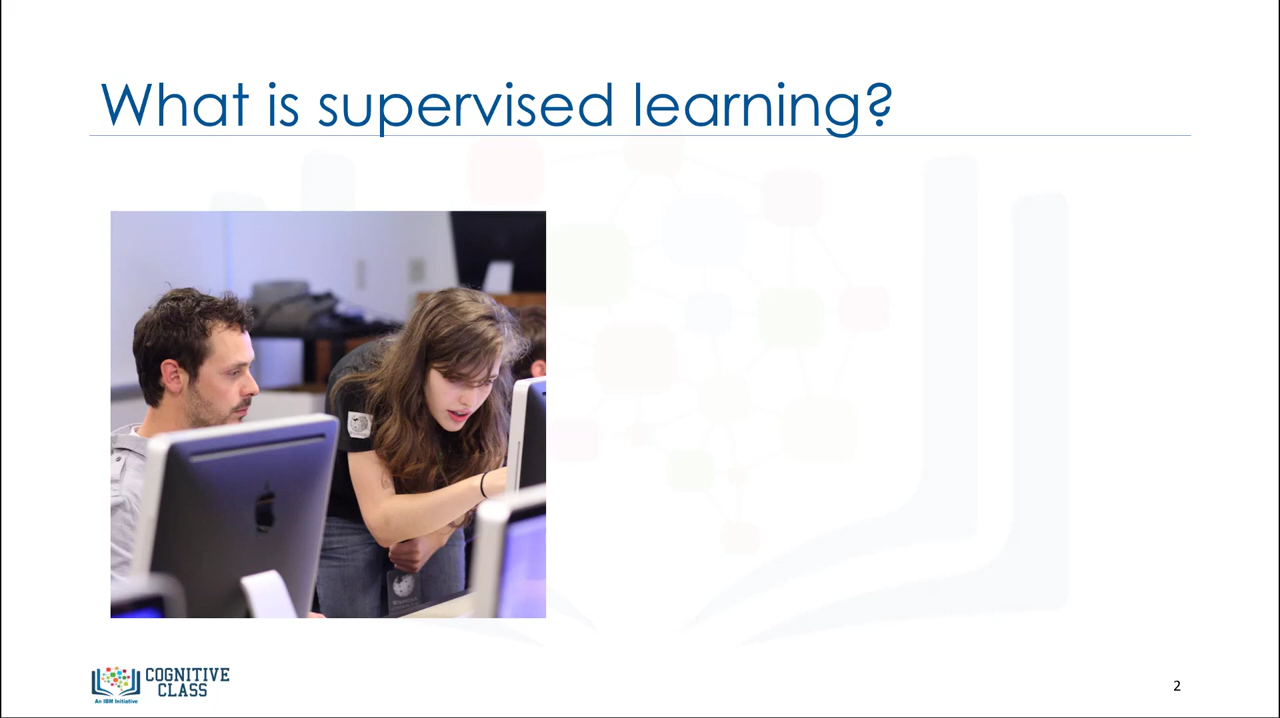 What is supervised learning?
COGNITIVE
CLASS
An IBM Initiative
2